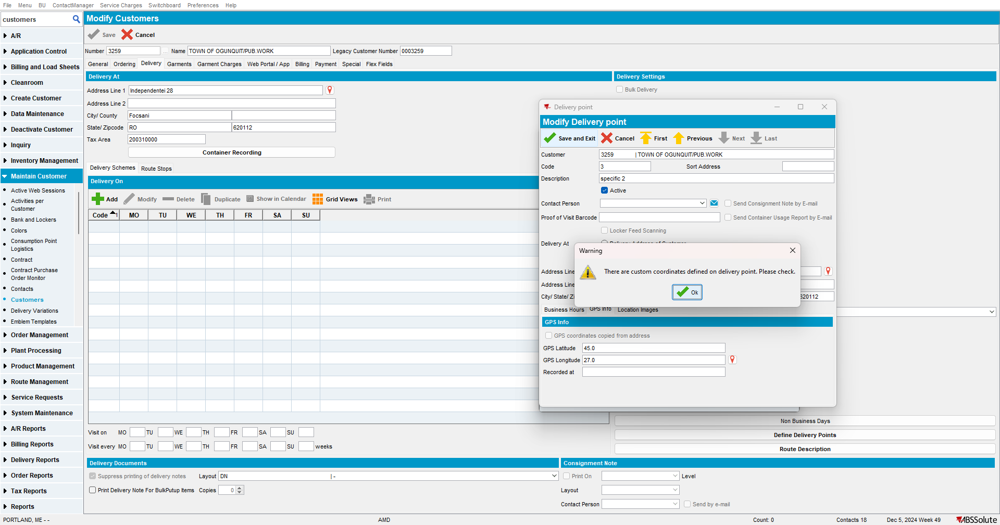 File Menu BU ContactManager Service Charges Switchboard Preferences Help
customers
Modify Customers
Save Cancel
A/R
Application Control
Billing and Load Sheets
Cleanroom
Create Customer
Data Maintenance
Deactivate Customer
Inquiry
Inventory Management
Maintain Customer
Active Web Sessions
Activities per
Customer
Bank and Lockers
Colors
Consumption Point
Logistics
Contract
Contract Purchase
Order Monitor
Contacts
Customers
Delivery Variations
Emblem Templates
Order Management
Plant Processing
Product Management
Route Management
Service Requests
System Maintenance
A/R Reports
Billing Reports
Delivery Reports
Order Reports
Tax Reports
Reports
Number 3259 ... Name TOWN OF OGUNQUIT/PUB.WORK Legacy Customer Number 0003259
General Ordering Delivery Garments Garment Charges Web Portal / App Billing Payment Special Flex Fields
Delivery At
Address Line 1 Independentei 28
Address Line 2
City/ County Focsani
State/ Zipcode RO 620112
Tax Area 200310000
Container Recording
Delivery Schemes Route Stops
Delivery On
Add Modify Delete Duplicate 16 Show in Calendar Grid Views Print
Code 1 MO TU WE TH FR SA SU
Visit on MO TU WE TH FR SA SU
Visit every MO TU WE TH FR SA SU weeks
Delivery Settings
Bulk Delivery
Delivery point
Modify Delivery point
Save and Exit Cancel First Previous Next Last
Customer 3259 | TOWN OF OGUNQUIT/PUB.WORK
Code 3 Sort Address
Description specific 2
Active
Contact Person Send Consignment Note by E-mail
Proof of Visit Barcode Send Container Usage Report by E-mail
Locker Feed Scanning
Delivery At Delivery Address of Customer
Warning
There are custom coordinates defined on delivery point. Please check.
Ok
Address Line
Address Line
City/ State/ Zi 620112
Business Hours GPS Info Location Images
GPS Info
GPS coordinates copied from address
GPS Latitude 45.0
GPS Longitude 27.0
Recorded at
Non Business Days
Define Delivery Points
Route Description
Delivery Documents
Suppress printing of delivery notes Layout DN | -
Print Delivery Note For BulkPutup Items Copies 0
Consignment Note
Print On Level
Layout
Contact Person Send by e-mail
PORTLAND, ME - - AMD Count: 0 Contacts 18 Dec 5, 2024 Week 49 ABSSolute